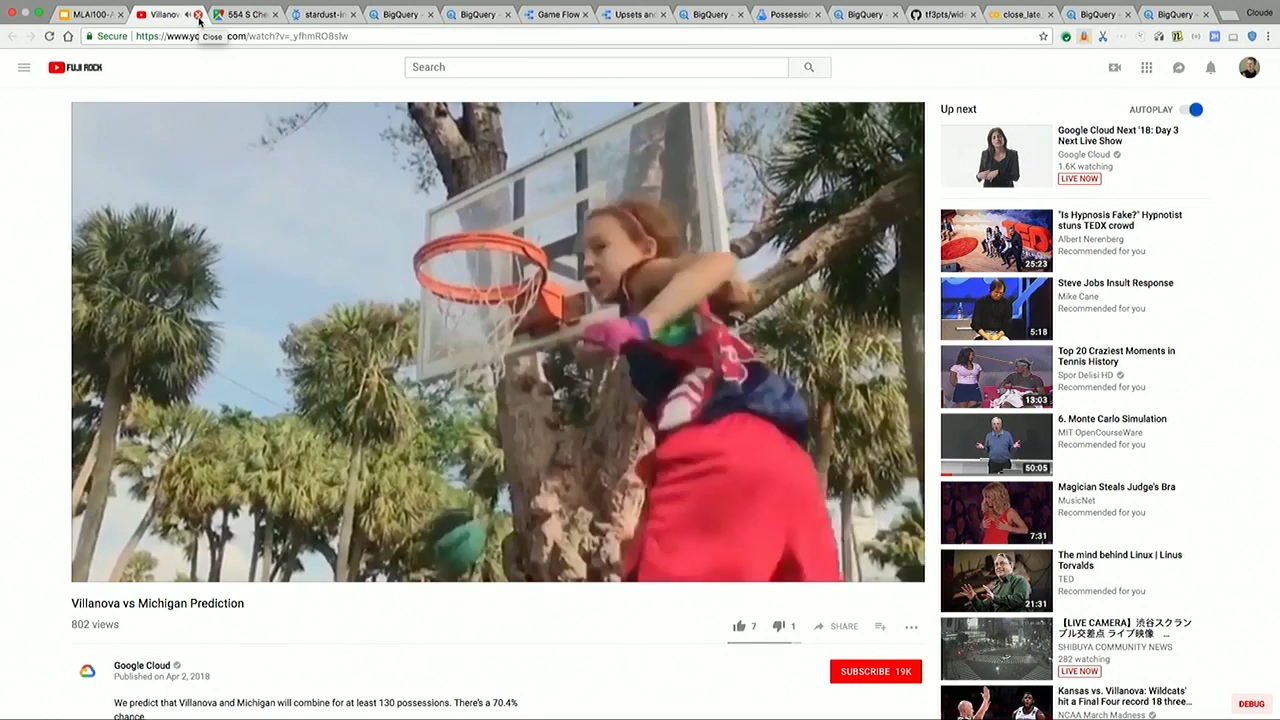 MLAI100-A
Villanov
554 S Che
stardust-in
BigQuery -
BigQuery -
Game Flow
Upsets and
BigQuery -
Possession
BigQuery -
tf3pts/wid
close_late_
BigQuery -
BigQuery -
Cloude
Secure
https://www.yo
Close
com/watch?v=_yfhmRO8slw
FUJI ROCK
Search
Up next
AUTOPLAY
Google Cloud Next '18: Day 3
Next Live Show
Google Cloud
1.6K watching
LIVE NOW
"Is Hypnosis Fake?" Hypnotist
stuns TEDX crowd
Albert Nerenberg
Recommended for you
25:23
Steve Jobs Insult Response
Mike Cane
Recommended for you
5:18
Top 20 Craziest Moments in
Tennis History
Spor Delisi HD
Recommended for you
13:03
6. Monte Carlo Simulation
MIT OpenCourseWare
Recommended for you
50:05
Magician Steals Judge's Bra
MusicNet
Recommended for you
7:31
The mind behind Linux | Linus
Torvalds
TED
Recommended for you
21:31
【LIVE CAMERA】渋谷スクラン
ブル交差点 ライブ映像 ...
SHIBUYA COMMUNITY NEWS
282 watching
LIVE NOW
Kansas vs. Villanova: Wildcats'
hit a Final Four record 18 three...
NCAA March Madness
Villanova vs Michigan Prediction
802 views
7
1
SHARE
Google Cloud
Published on Apr 2, 2018
SUBSCRIBE 19K
We predict that Villanova and Michigan will combine for at least 130 possessions. There's a 70.4%
chance.
DEBUG